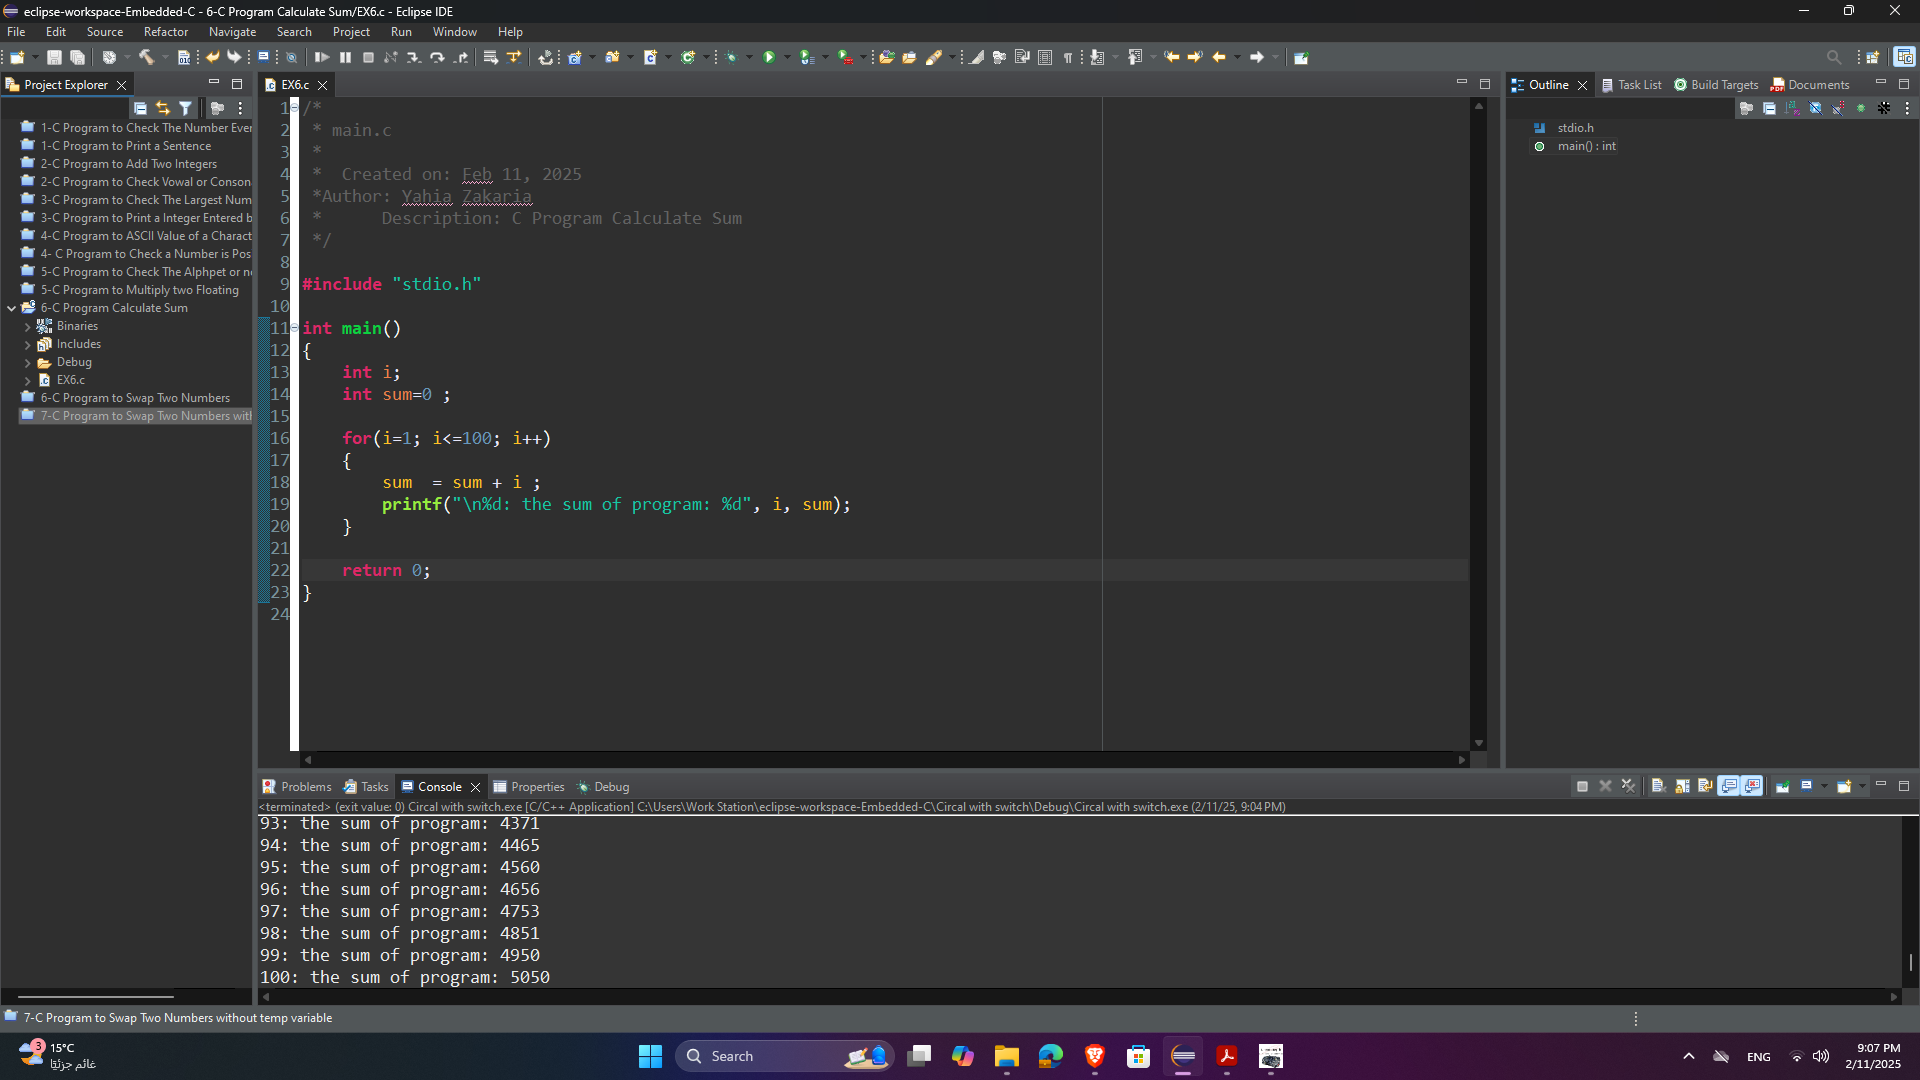 eclipse-workspace-Embedded-C - 6-C Program Calculate Sum/EX6.c - Eclipse IDE
File Edit Source Refactor Navigate Search Project Run Window Help
Project Explorer
1-C Program to Check The Number Ever
1-C Program to Print a Sentence
2-C Program to Add Two Integers
2-C Program to Check Vowal or Conson
3-C Program to Check The Largest Num
3-C Program to Print a Integer Entered b
4-C Program to ASCII Value of a Charact
4- C Program to Check a Number is Pos
5-C Program to Check The Alphpet or n
5-C Program to Multiply two Floating
6-C Program Calculate Sum
Binaries
Includes
Debug
EX6.c
6-C Program to Swap Two Numbers
7-C Program to Swap Two Numbers with
EX6.c
1 /*
2 * main.c
3 *
4 * Created on: Feb 11, 2025
5 *Author: Yahia Zakaria
6 * Description: C Program Calculate Sum
7 */
8
9 #include "stdio.h"
10
11 int main()
12 {
13 int i;
14 int sum=0 ;
15
16 for(i=1; i<=100; i++)
17 {
18 sum = sum + i ;
19 printf("\n%d: the sum of program: %d", i, sum);
20 }
21
22 return 0;
23 }
24
Outline Task List Build Targets Documents
stdio.h
main() : int
Problems Tasks Console Properties Debug
<terminated> (exit value: 0) Circal with switch.exe [C/C++ Application] C:\Users\Work Station\eclipse-workspace-Embedded-C\Circal with switch\Debug\Circal with switch.exe (2/11/25, 9:04 PM)
93: the sum of program: 4371
94: the sum of program: 4465
95: the sum of program: 4560
96: the sum of program: 4656
97: the sum of program: 4753
98: the sum of program: 4851
99: the sum of program: 4950
100: the sum of program: 5050
7-C Program to Swap Two Numbers without temp variable
3
15°C
غائم جزئيًا
Search
ENG
9:07 PM
2/11/2025